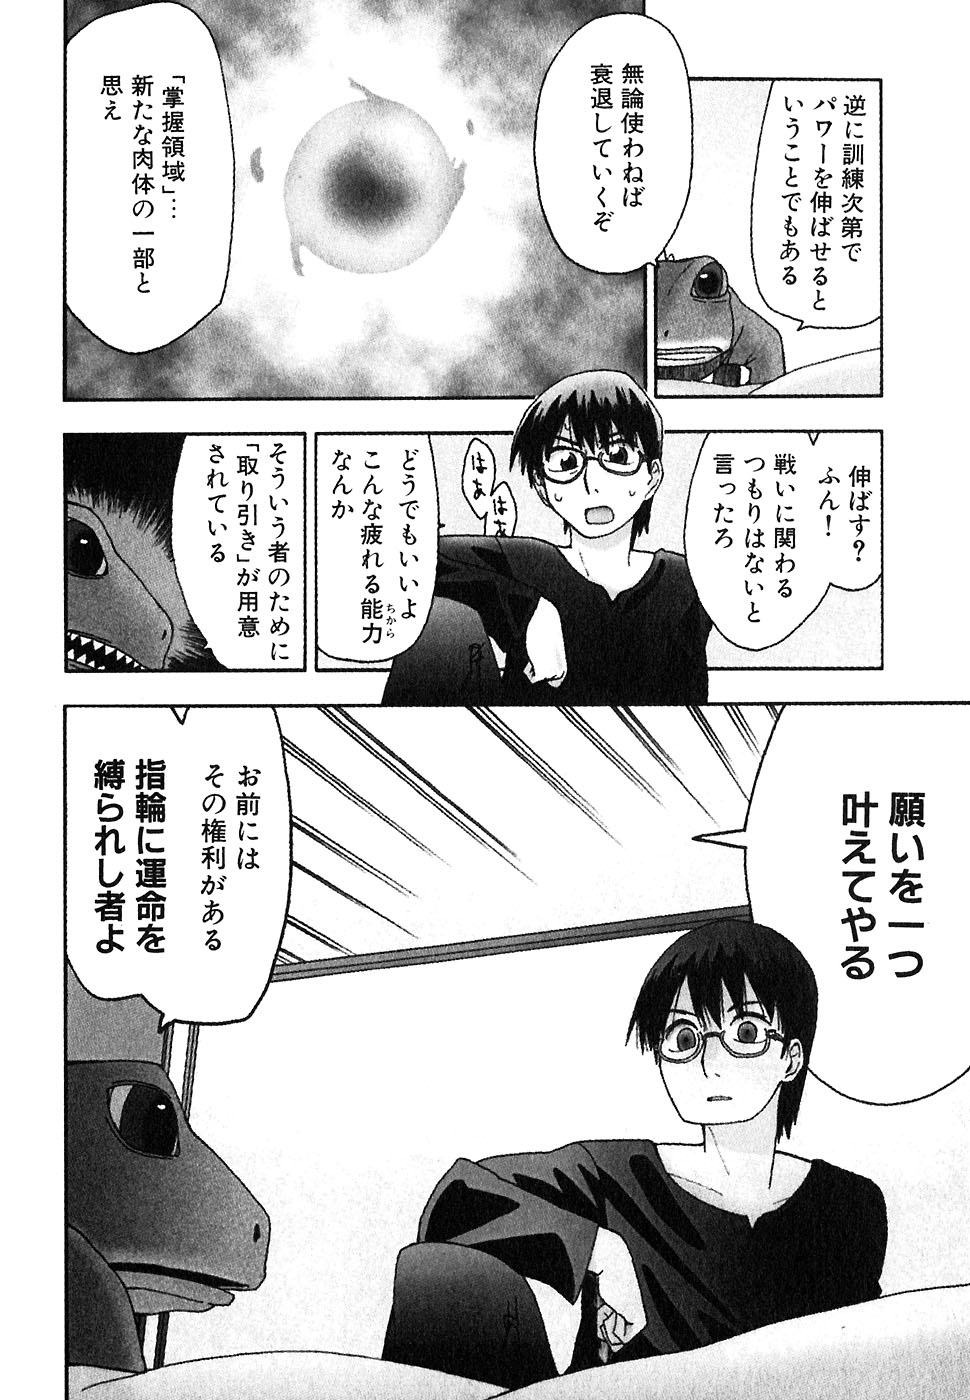 逆に訓練次第で
パワーを伸ばせると
いうことでもある
無論使わねば
衰退していくぞ
「掌握領域」…
新たな肉体の一部と
思え
伸ばす?
ふん!
戦いに関わる
つもりはないと
言ったろ
はぁ
はぁ
どうでもいいよ
こんな疲れる能力
ちから
なんか
そういう者のために
「取り引き」が用意
されている
願いを一つ
叶えてやる
お前には
その権利がある
指輪に運命を
縛られし者よ